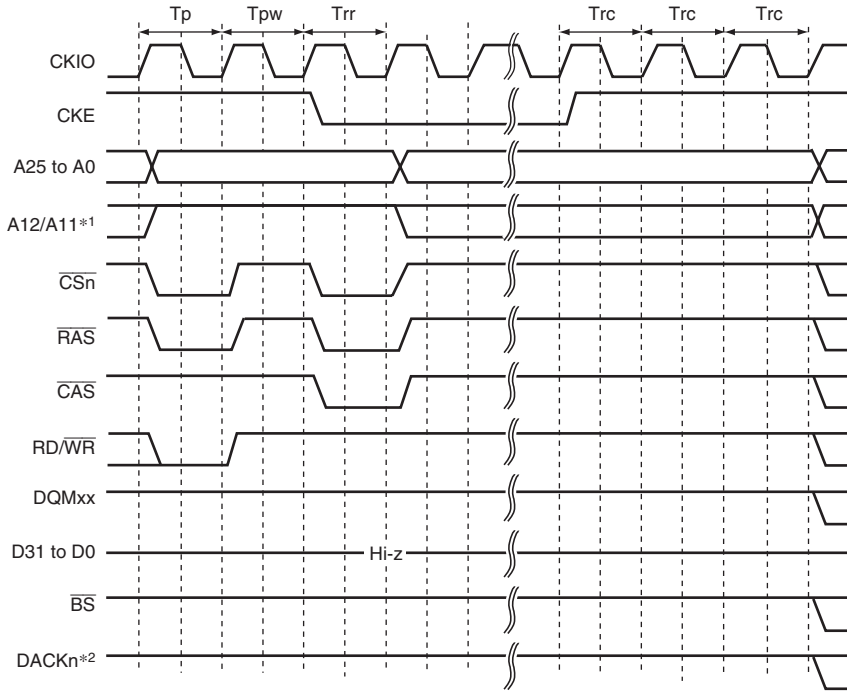 Tp Tpw Trr Trc Trc Trc
CKIO
CKE
A25 to A0
A12/A11*1
CSn
RAS
CAS
RD/WR
DQMxx
D31 to D0 Hi-z
BS
DACKn*2